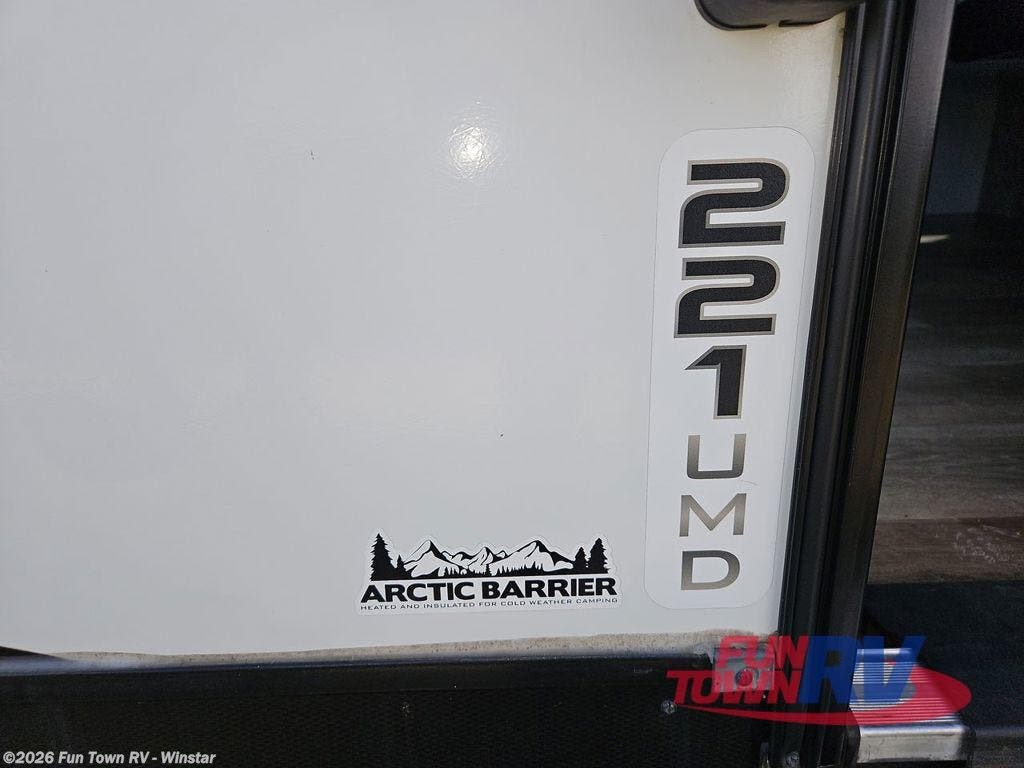 221UMD
ARCTIC BARRIER
HEATED AND INSULATED FOR COLD WEATHER CAMPING
FUN TOWN RV
©2026 Fun Town RV - Winstar